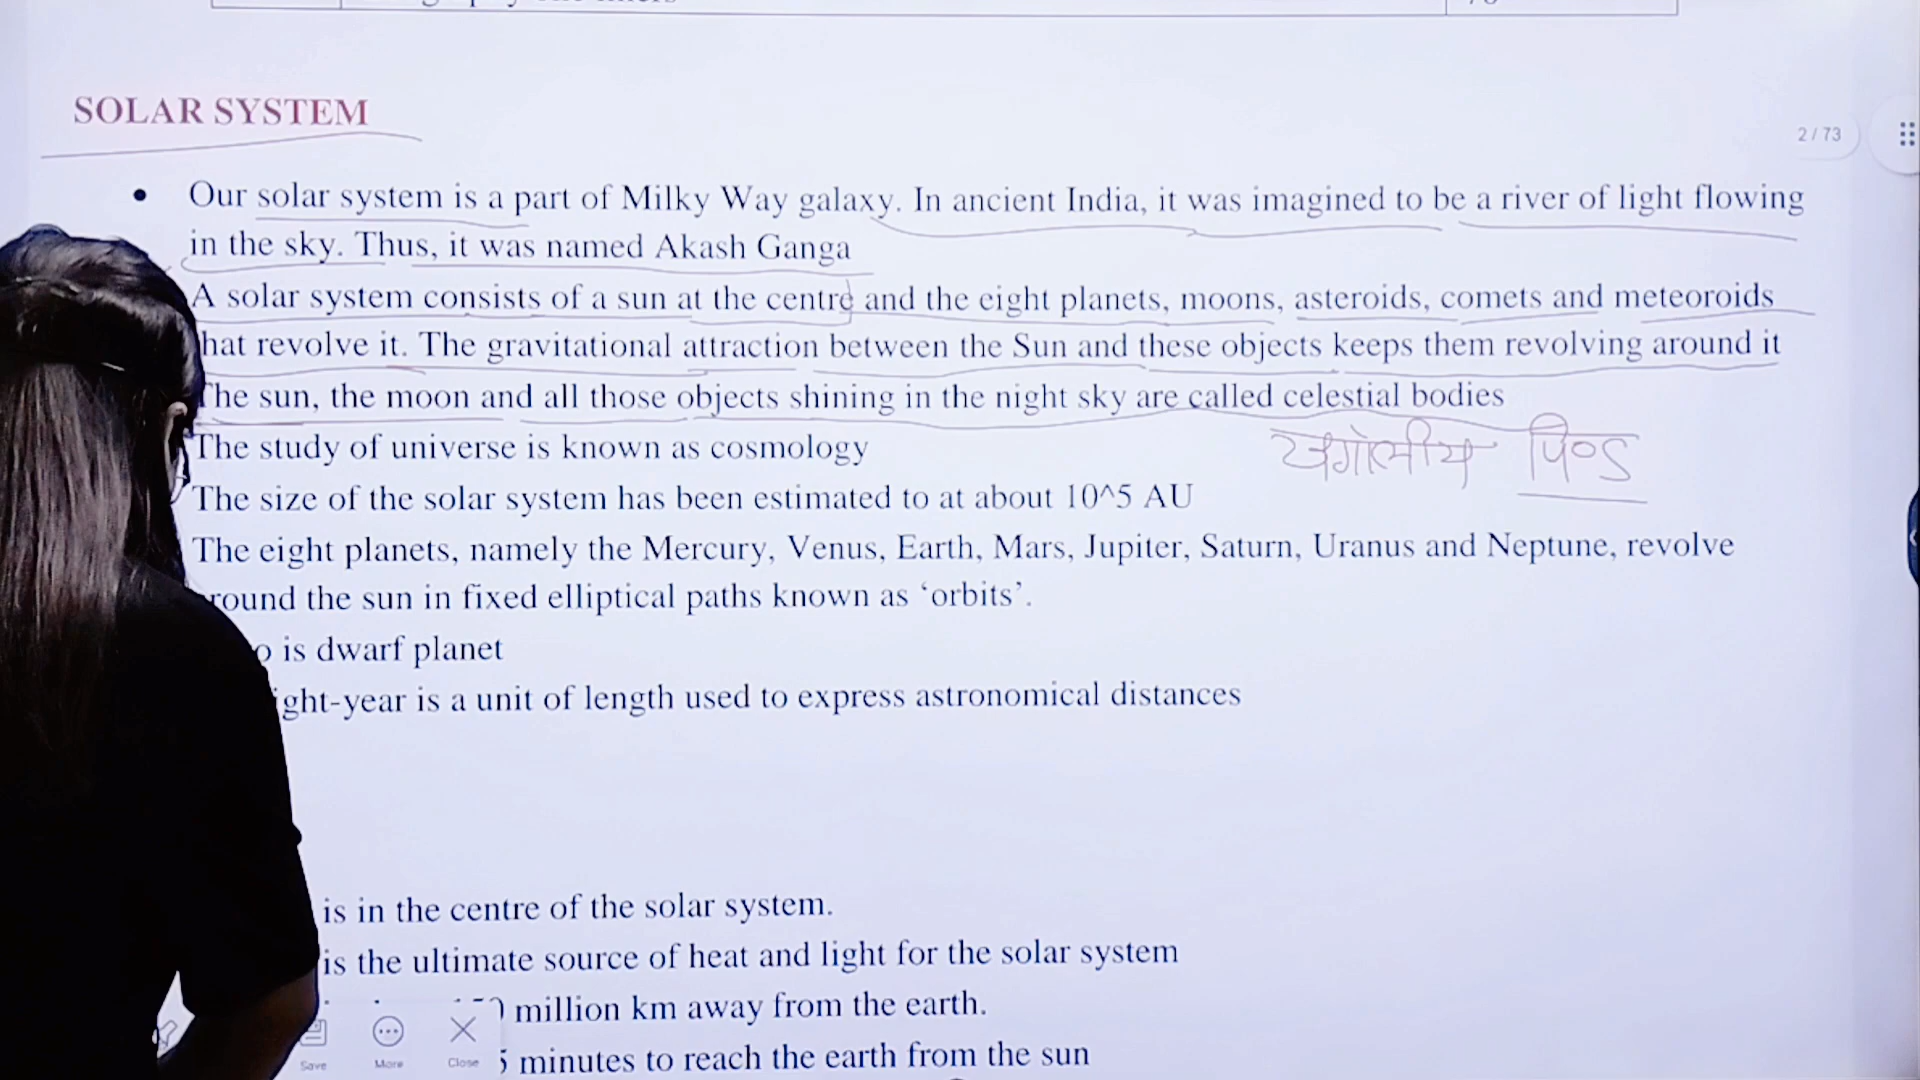 SOLAR SYSTEM
2 / 73
• Our solar system is a part of Milky Way galaxy. In ancient India, it was imagined to be a river of light flowing
in the sky. Thus, it was named Akash Ganga
A solar system consists of a sun at the centre and the eight planets, moons, asteroids, comets and meteoroids
hat revolve it. The gravitational attraction between the Sun and these objects keeps them revolving around it
The sun, the moon and all those objects shining in the night sky are called celestial bodies
खगोलीय पिण्ड
The study of universe is known as cosmology
The size of the solar system has been estimated to at about 10^5 AU
The eight planets, namely the Mercury, Venus, Earth, Mars, Jupiter, Saturn, Uranus and Neptune, revolve
round the sun in fixed elliptical paths known as ‘orbits’.
o is dwarf planet
ight-year is a unit of length used to express astronomical distances
is in the centre of the solar system.
is the ultimate source of heat and light for the solar system
million km away from the earth.
minutes to reach the earth from the sun
Save More Close